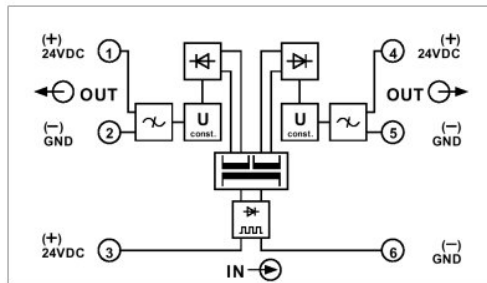 (+)
24VDC
1
4
(+)
24VDC
OUT
U
const.
U
const.
OUT
(−)
GND
2
5
(−)
GND
(+)
24VDC
3
6
(−)
GND
IN